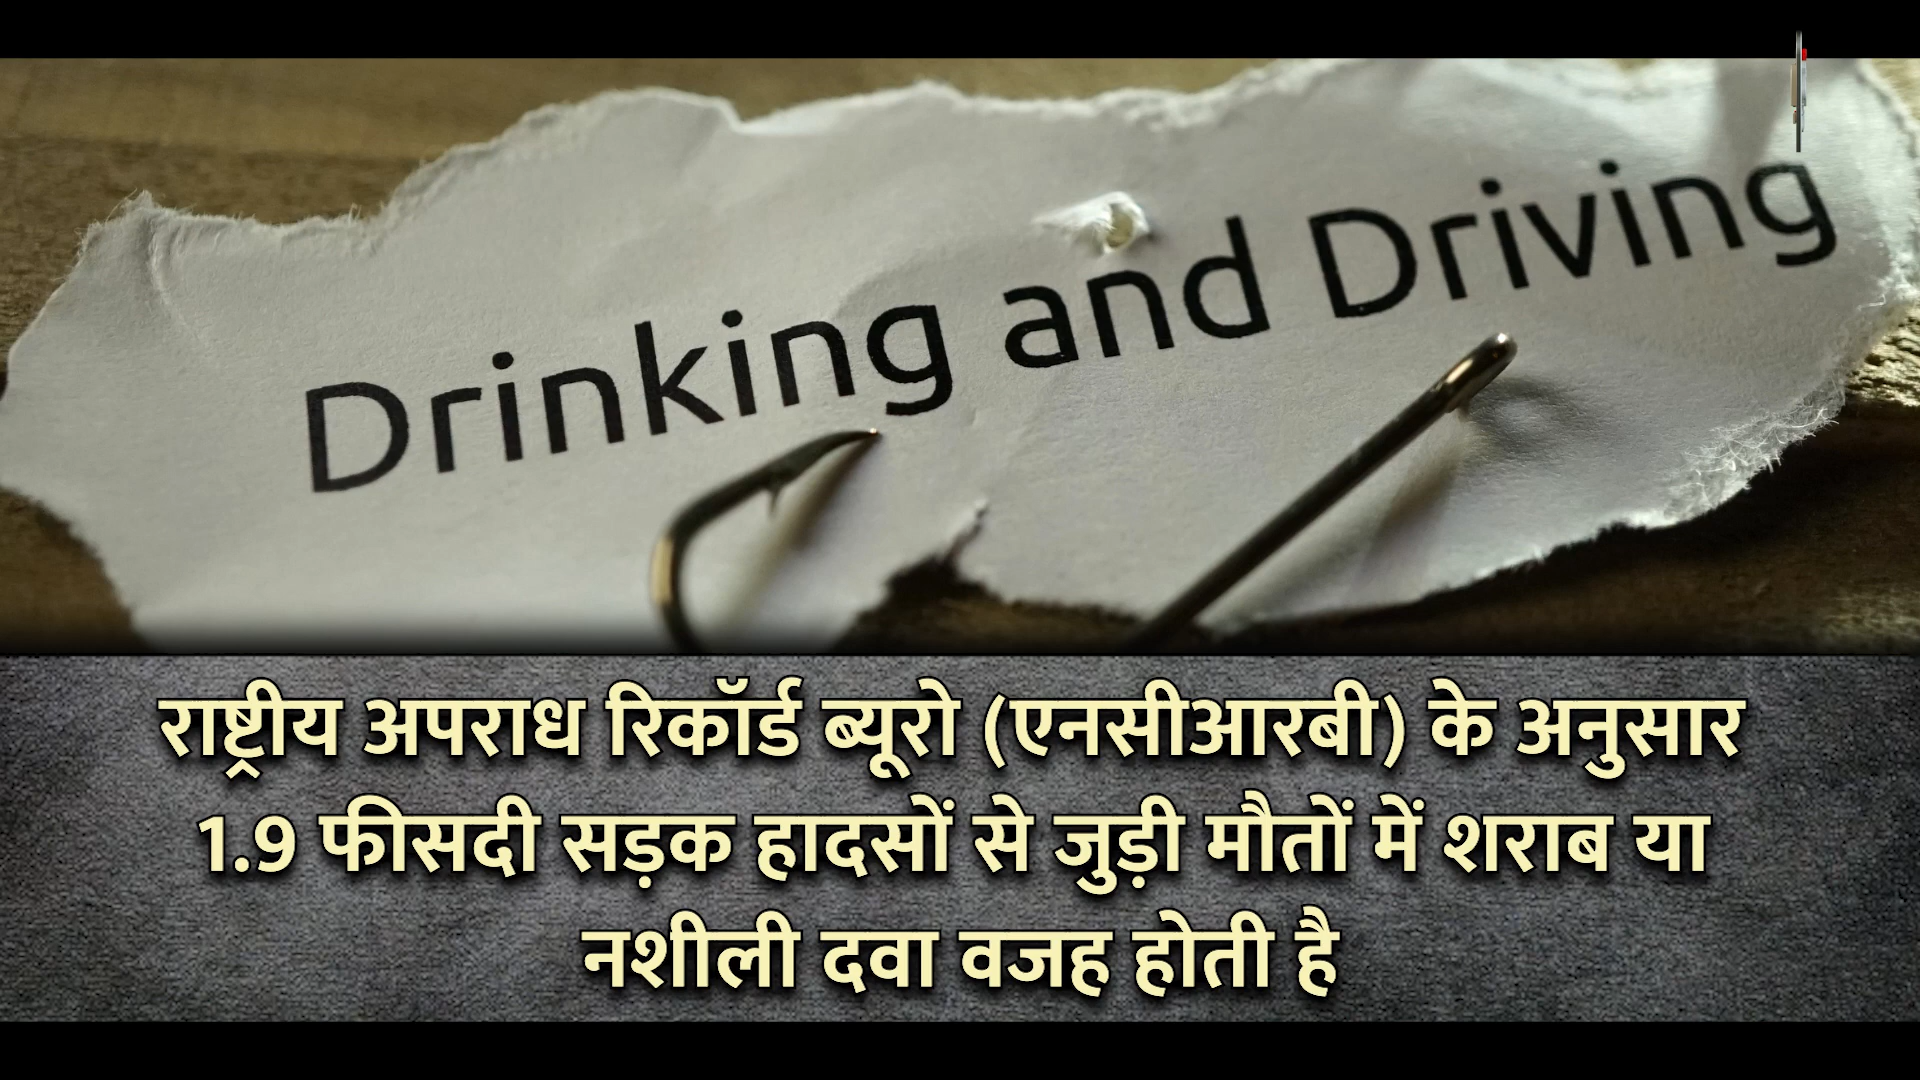 Drinking and Driving
राष्ट्रीय अपराध रिकॉर्ड ब्यूरो (एनसीआरबी) के अनुसार
1.9 फीसदी सड़क हादसों से जुड़ी मौतों में शराब या
नशीली दवा वजह होती है